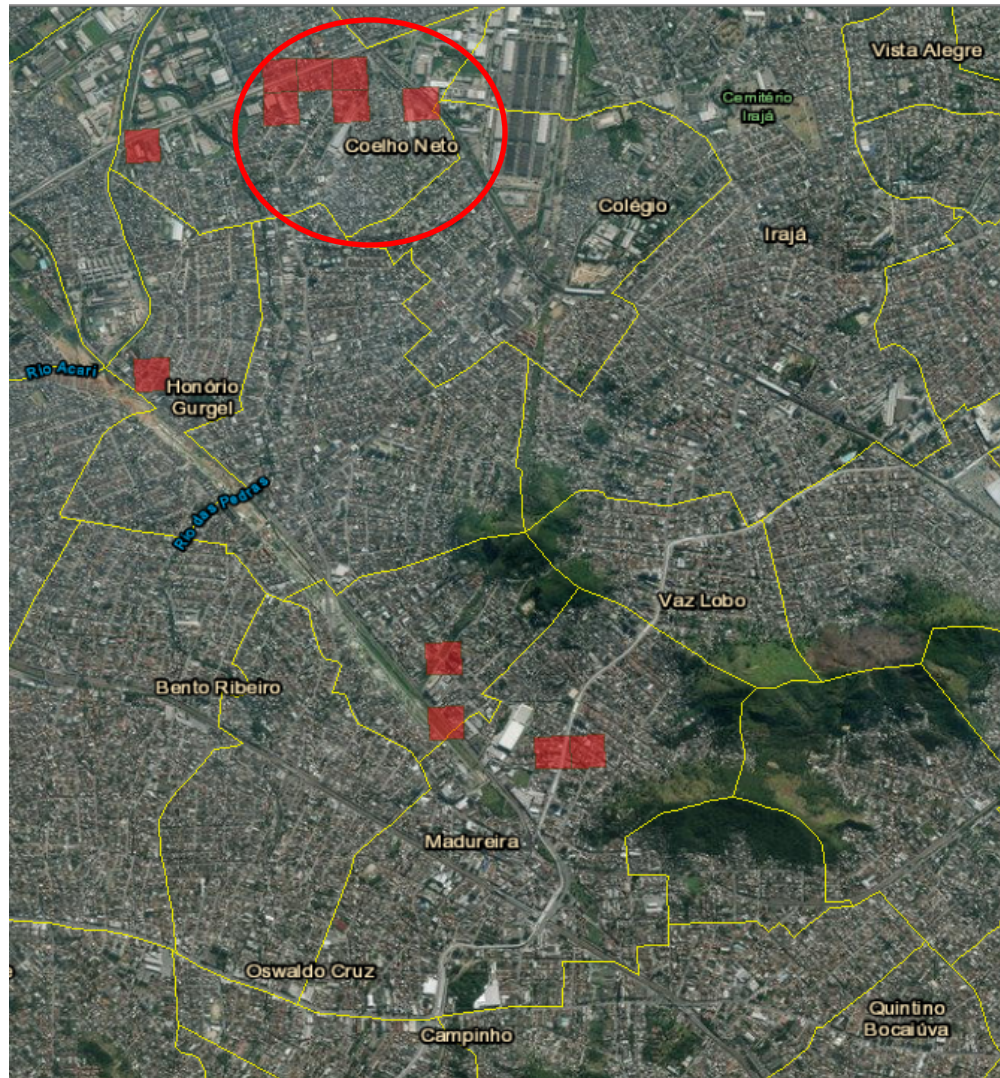 Vista Alegre
Cemitério
Irajá
Coelho Neto
Colégio
Irajá
Rio Acari
Honório
Gurgel
Rio das Pedras
Vaz Lobo
Bento Ribeiro
Madureira
Oswaldo Cruz
Quintino
Bocaiúva
Campinho